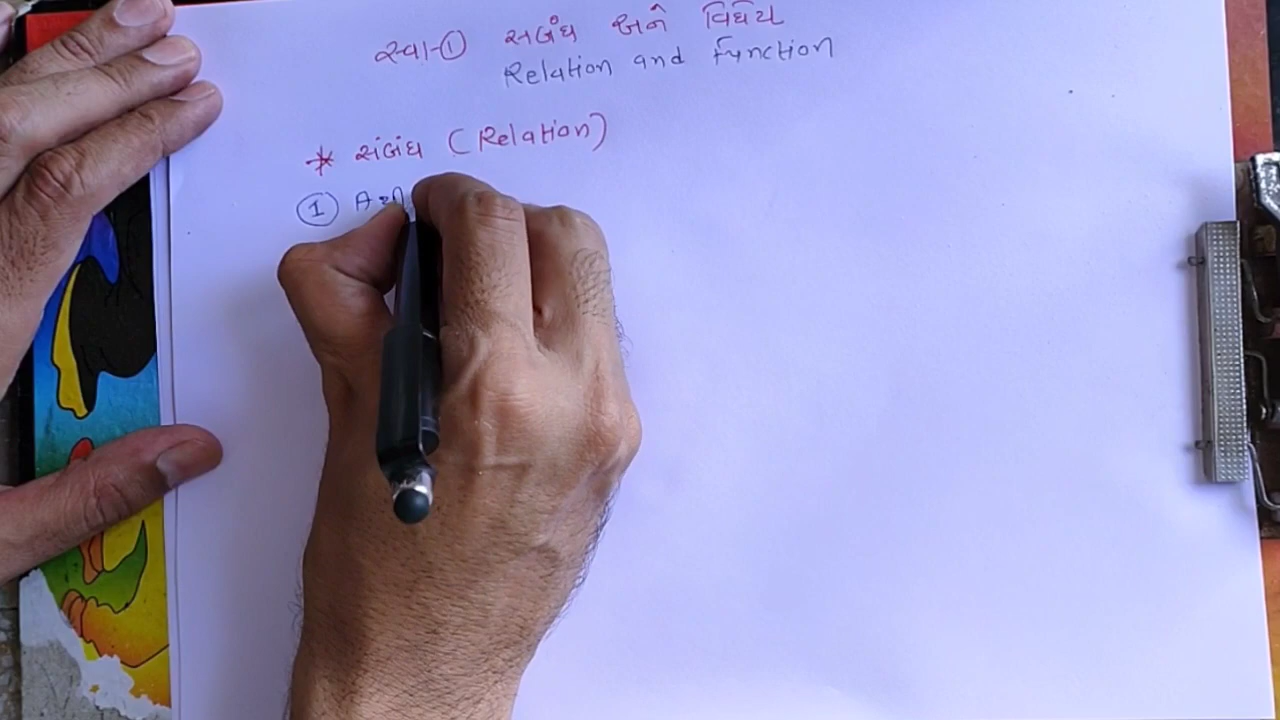 સ્વા-① સબંધ અને વિધેય
Relation and function
* સંબંધ (Relation)
① A થી